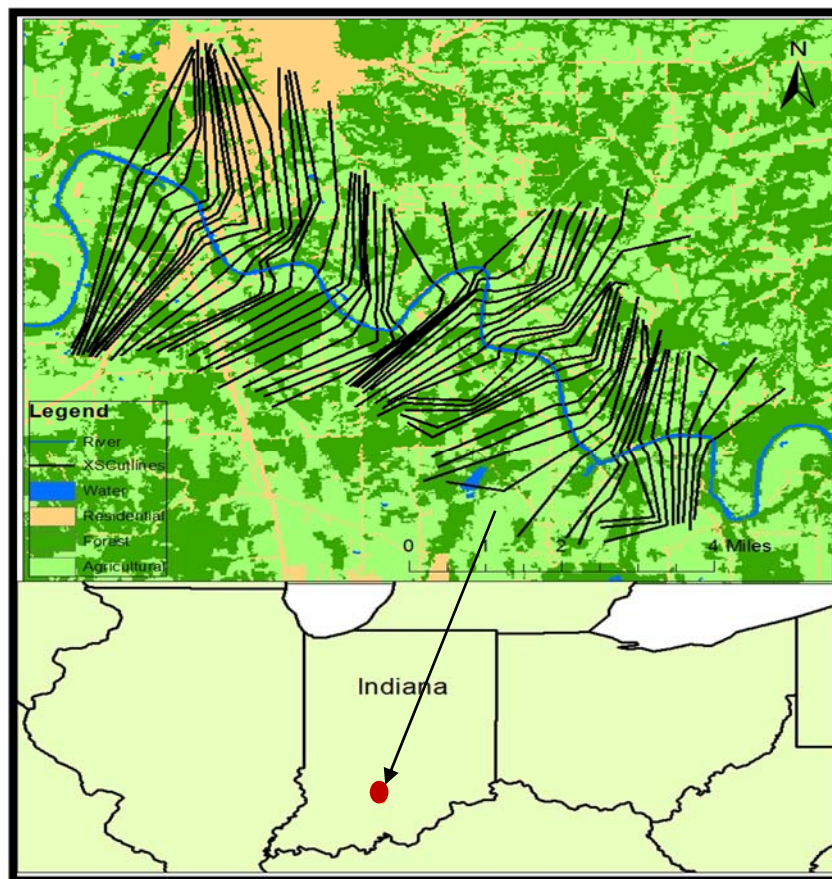 N
Legend
River
XSCutlines
Water
Residential
Forest
Agricultural
0 1 2 4 Miles
Indiana